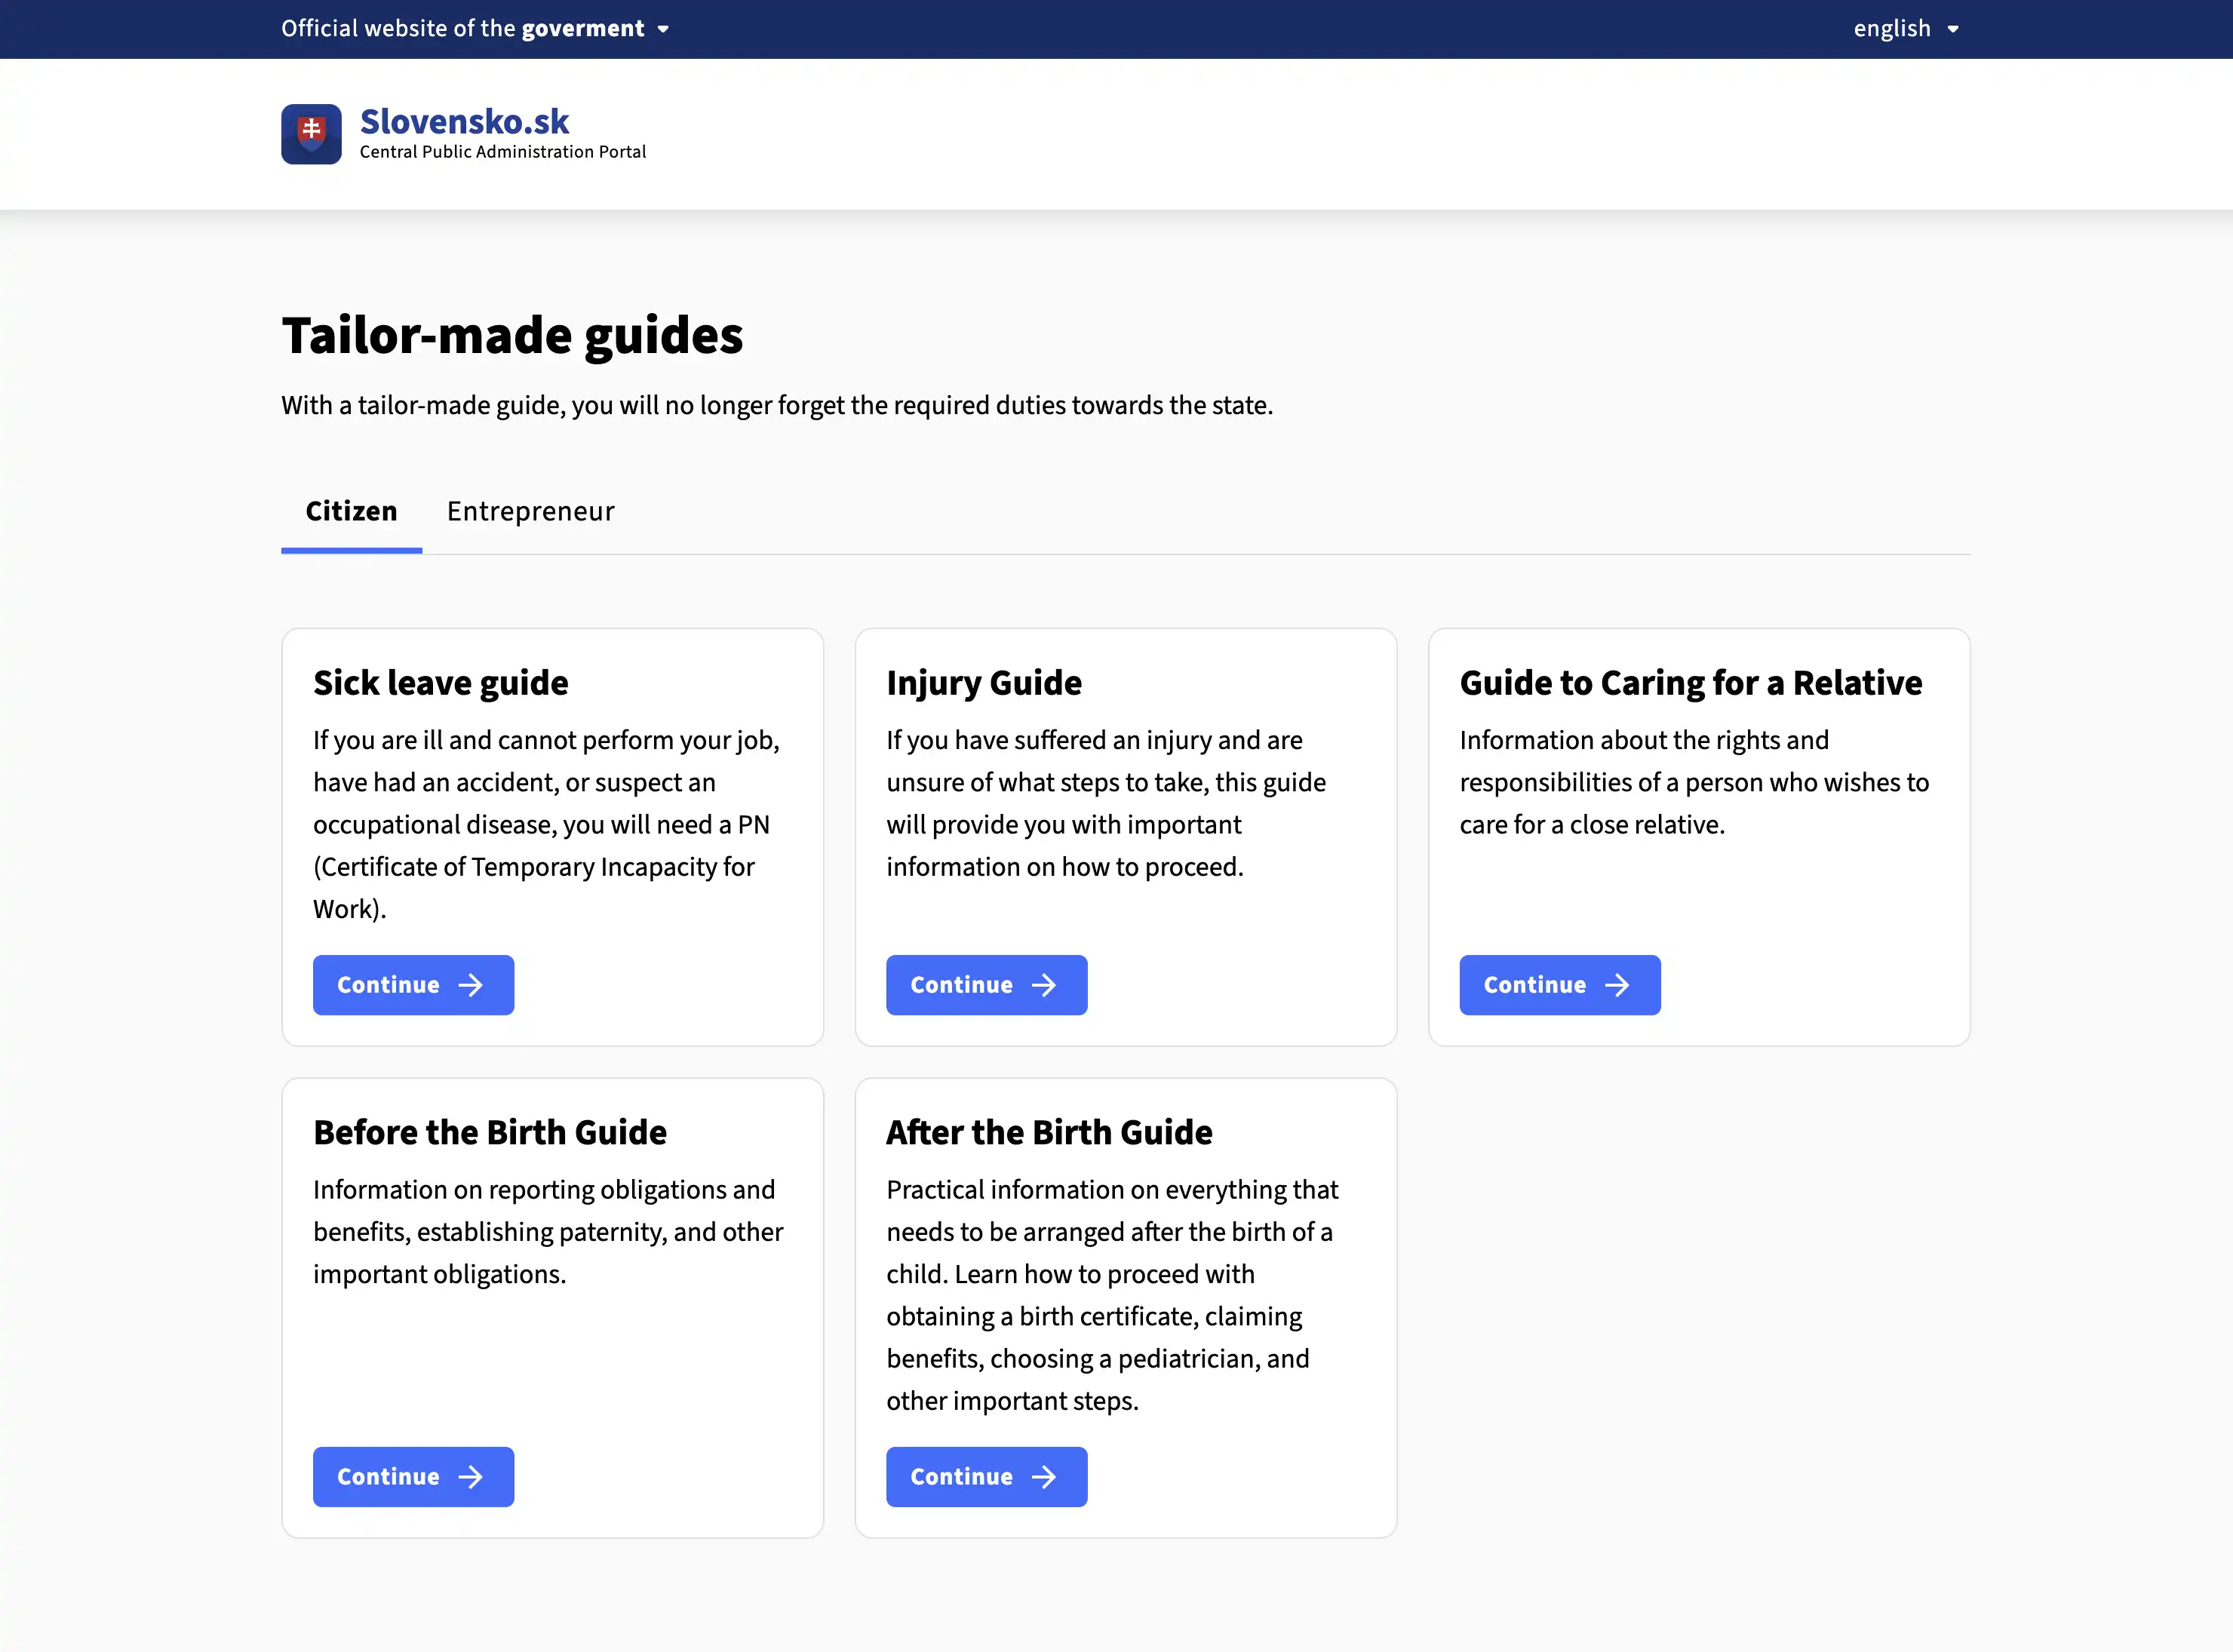 Official website of the goverment
english
Slovensko.sk
Central Public Administration Portal
Tailor-made guides
With a tailor-made guide, you will no longer forget the required duties towards the state.
Citizen
Entrepreneur
Sick leave guide
If you are ill and cannot perform your job,
have had an accident, or suspect an
occupational disease, you will need a PN
(Certificate of Temporary Incapacity for
Work).
Continue
Injury Guide
If you have suffered an injury and are
unsure of what steps to take, this guide
will provide you with important
information on how to proceed.
Continue
Guide to Caring for a Relative
Information about the rights and
responsibilities of a person who wishes to
care for a close relative.
Continue
Before the Birth Guide
Information on reporting obligations and
benefits, establishing paternity, and other
important obligations.
Continue
After the Birth Guide
Practical information on everything that
needs to be arranged after the birth of a
child. Learn how to proceed with
obtaining a birth certificate, claiming
benefits, choosing a pediatrician, and
other important steps.
Continue